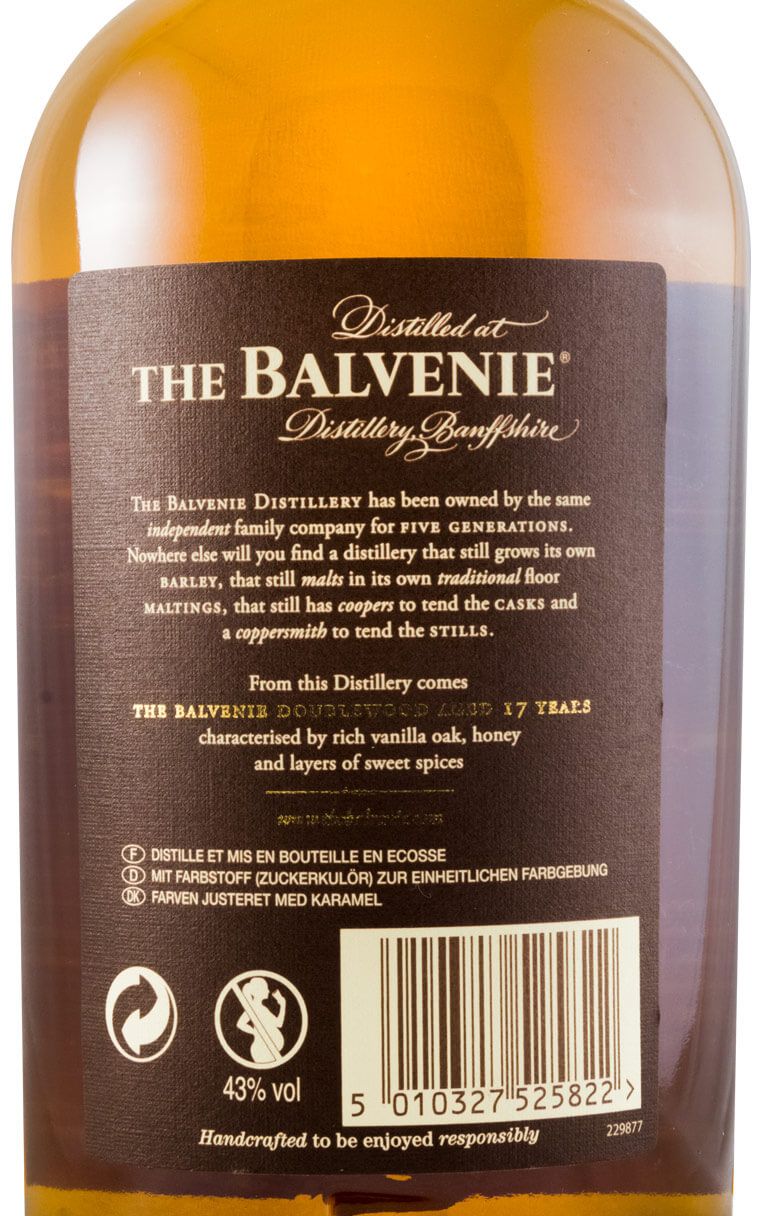 Distilled at
THE BALVENIE®
Distillery, Banffshire
THE BALVENIE DISTILLERY has been owned by the same
independent family company for FIVE GENERATIONS.
Nowhere else will you find a distillery that still grows its own
BARLEY, that still malts in its own traditional floor
MALTINGS, that still has coopers to tend the CASKS and
a coppersmith to tend the STILLS.
From this Distillery comes
THE BALVENIE DOUBLEWOOD AGED 17 YEARS
characterised by rich vanilla oak, honey
and layers of sweet spices
www.thebalvenie.com
F DISTILLE ET MIS EN BOUTEILLE EN ECOSSE
D MIT FARBSTOFF (ZUCKERKULÖR) ZUR EINHEITLICHEN FARBGEBUNG
DK FARVEN JUSTERET MED KARAMEL
43% vol
5 010327 525822 >
Handcrafted to be enjoyed responsibly
229877